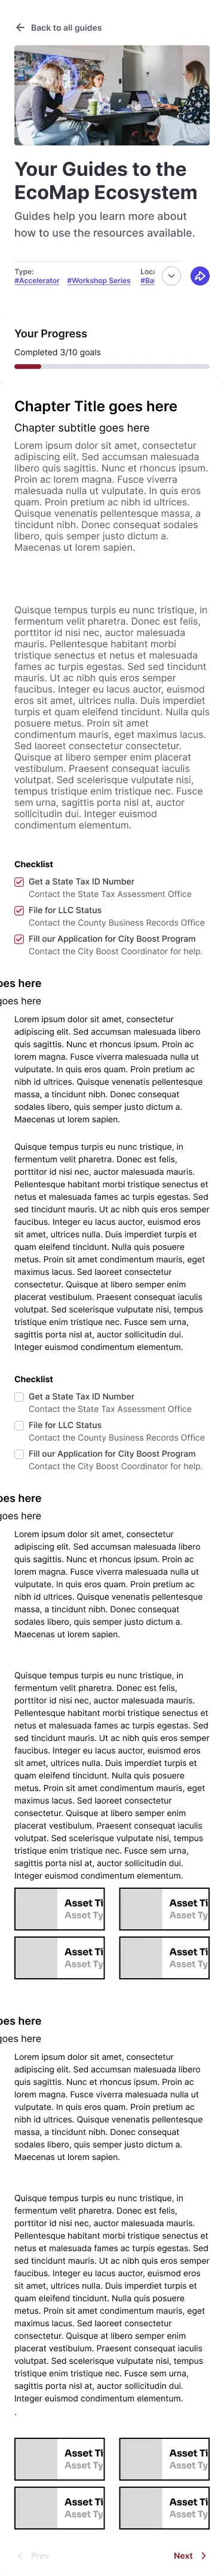 Back to all guides
Your Guides to the
EcoMap Ecosystem
Guides help you learn more about
how to use the resources available.
Type:
#Accelerator #Workshop Series
Loca
#Bal
Your Progress
Completed 3/10 goals
Chapter Title goes here
Chapter subtitle goes here
Lorem ipsum dolor sit amet, consectetur
adipiscing elit. Sed accumsan malesuada
libero quis sagittis. Nunc et rhoncus ipsum.
Proin ac lorem magna. Fusce viverra
malesuada nulla ut vulputate. In quis eros
quam. Proin pretium ac nibh id ultrices.
Quisque venenatis pellentesque massa, a
tincidunt nibh. Donec consequat sodales
libero, quis semper justo dictum a.
Maecenas ut lorem sapien.
Quisque tempus turpis eu nunc tristique, in
fermentum velit pharetra. Donec est felis,
porttitor id nisi nec, auctor malesuada
mauris. Pellentesque habitant morbi
tristique senectus et netus et malesuada
fames ac turpis egestas. Sed sed tincidunt
mauris. Ut ac nibh quis eros semper
faucibus. Integer eu lacus auctor, euismod
eros sit amet, ultrices nulla. Duis imperdiet
turpis et quam eleifend tincidunt. Nulla quis
posuere metus. Proin sit amet
condimentum mauris, eget maximus lacus.
Sed laoreet consectetur consectetur.
Quisque at libero semper enim placerat
vestibulum. Praesent consequat iaculis
volutpat. Sed scelerisque vulputate nisi,
tempus tristique enim tristique nec. Fusce
sem urna, sagittis porta nisl at, auctor
sollicitudin dui. Integer euismod
condimentum elementum.
Checklist
Get a State Tax ID Number
Contact the State Tax Assessment Office
File for LLC Status
Contact the County Business Records Office
Fill our Application for City Boost Program
Contact the City Boost Coordinator for help.
oes here
goes here
Lorem ipsum dolor sit amet, consectetur
adipiscing elit. Sed accumsan malesuada libero
quis sagittis. Nunc et rhoncus ipsum. Proin ac
lorem magna. Fusce viverra malesuada nulla ut
vulputate. In quis eros quam. Proin pretium ac
nibh id ultrices. Quisque venenatis pellentesque
massa, a tincidunt nibh. Donec consequat
sodales libero, quis semper justo dictum a.
Maecenas ut lorem sapien.
Quisque tempus turpis eu nunc tristique, in
fermentum velit pharetra. Donec est felis,
porttitor id nisi nec, auctor malesuada mauris.
Pellentesque habitant morbi tristique senectus et
netus et malesuada fames ac turpis egestas. Sed
sed tincidunt mauris. Ut ac nibh quis eros semper
faucibus. Integer eu lacus auctor, euismod eros
sit amet, ultrices nulla. Duis imperdiet turpis et
quam eleifend tincidunt. Nulla quis posuere
metus. Proin sit amet condimentum mauris, eget
maximus lacus. Sed laoreet consectetur
consectetur. Quisque at libero semper enim
placerat vestibulum. Praesent consequat iaculis
volutpat. Sed scelerisque vulputate nisi, tempus
tristique enim tristique nec. Fusce sem urna,
sagittis porta nisl at, auctor sollicitudin dui.
Integer euismod condimentum elementum.
Checklist
Get a State Tax ID Number
Contact the State Tax Assessment Office
File for LLC Status
Contact the County Business Records Office
Fill our Application for City Boost Program
Contact the City Boost Coordinator for help.
oes here
goes here
Lorem ipsum dolor sit amet, consectetur
adipiscing elit. Sed accumsan malesuada libero
quis sagittis. Nunc et rhoncus ipsum. Proin ac
lorem magna. Fusce viverra malesuada nulla ut
vulputate. In quis eros quam. Proin pretium ac
nibh id ultrices. Quisque venenatis pellentesque
massa, a tincidunt nibh. Donec consequat
sodales libero, quis semper justo dictum a.
Maecenas ut lorem sapien.
Quisque tempus turpis eu nunc tristique, in
fermentum velit pharetra. Donec est felis,
porttitor id nisi nec, auctor malesuada mauris.
Pellentesque habitant morbi tristique senectus et
netus et malesuada fames ac turpis egestas. Sed
sed tincidunt mauris. Ut ac nibh quis eros semper
faucibus. Integer eu lacus auctor, euismod eros
sit amet, ultrices nulla. Duis imperdiet turpis et
quam eleifend tincidunt. Nulla quis posuere
metus. Proin sit amet condimentum mauris, eget
maximus lacus. Sed laoreet consectetur
consectetur. Quisque at libero semper enim
placerat vestibulum. Praesent consequat iaculis
volutpat. Sed scelerisque vulputate nisi, tempus
tristique enim tristique nec. Fusce sem urna,
sagittis porta nisl at, auctor sollicitudin dui.
Integer euismod condimentum elementum.
Asset Ti Asset Ti
Asset Ty Asset Ty
Asset Ti Asset Ti
Asset Ty Asset Ty
oes here
goes here
Lorem ipsum dolor sit amet, consectetur
adipiscing elit. Sed accumsan malesuada libero
quis sagittis. Nunc et rhoncus ipsum. Proin ac
lorem magna. Fusce viverra malesuada nulla ut
vulputate. In quis eros quam. Proin pretium ac
nibh id ultrices. Quisque venenatis pellentesque
massa, a tincidunt nibh. Donec consequat
sodales libero, quis semper justo dictum a.
Maecenas ut lorem sapien.
Quisque tempus turpis eu nunc tristique, in
fermentum velit pharetra. Donec est felis,
porttitor id nisi nec, auctor malesuada mauris.
Pellentesque habitant morbi tristique senectus et
netus et malesuada fames ac turpis egestas. Sed
sed tincidunt mauris. Ut ac nibh quis eros semper
faucibus. Integer eu lacus auctor, euismod eros
sit amet, ultrices nulla. Duis imperdiet turpis et
quam eleifend tincidunt. Nulla quis posuere
metus. Proin sit amet condimentum mauris, eget
maximus lacus. Sed laoreet consectetur
consectetur. Quisque at libero semper enim
placerat vestibulum. Praesent consequat iaculis
volutpat. Sed scelerisque vulputate nisi, tempus
tristique enim tristique nec. Fusce sem urna,
sagittis porta nisl at, auctor sollicitudin dui.
Integer euismod condimentum elementum.
.
Asset Ti Asset Ti
Asset Ty Asset Ty
Asset Ti Asset Ti
Asset Ty Asset Ty
Prev Next